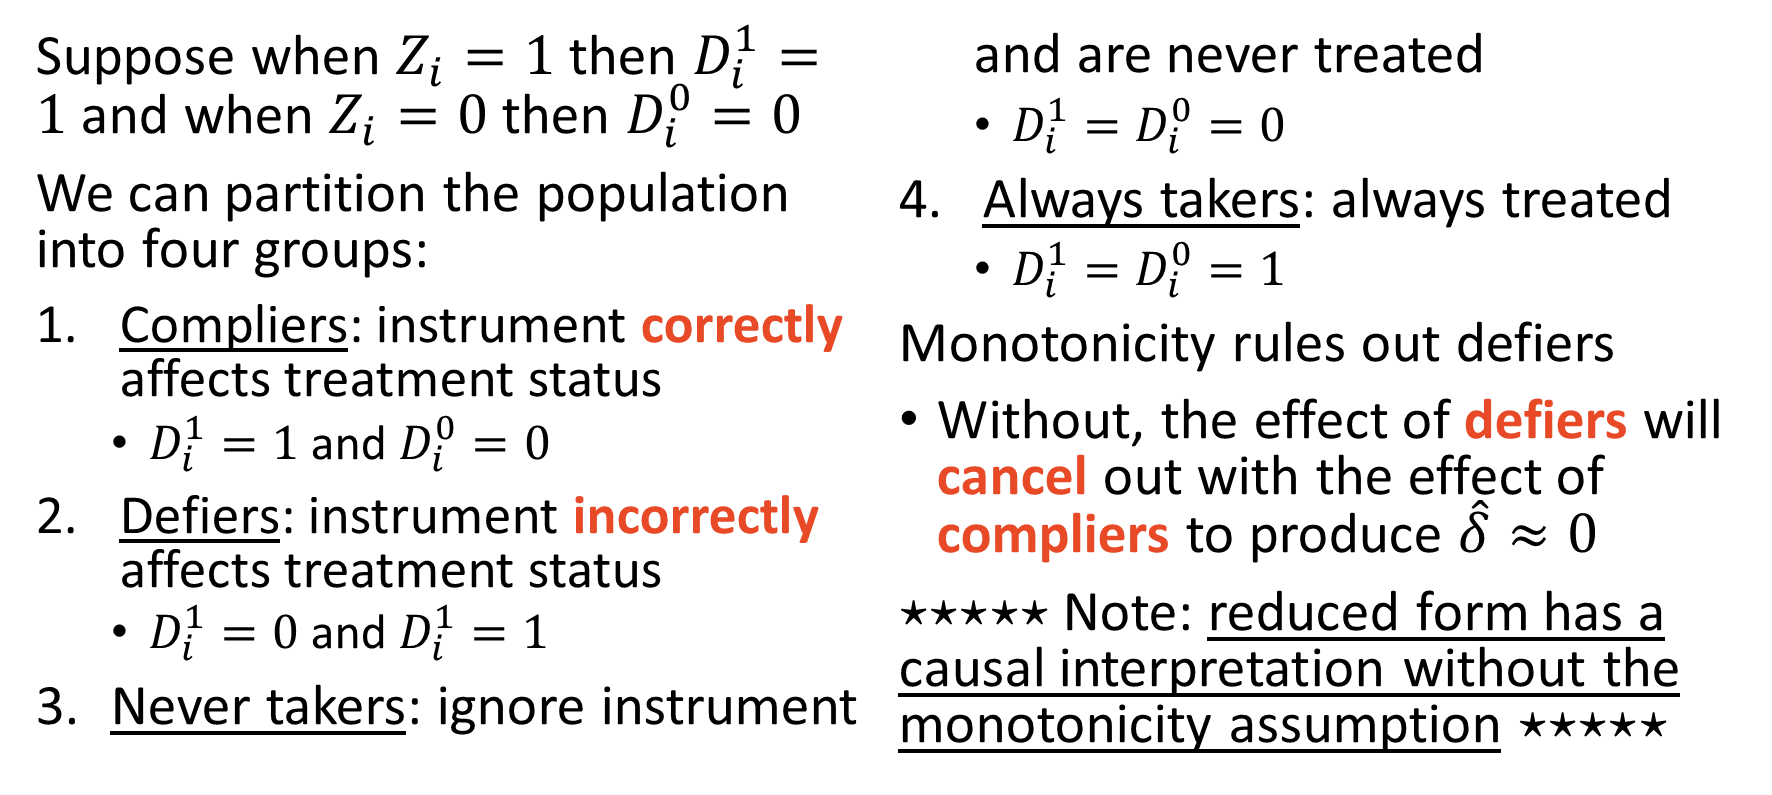 Suppose when $Z_i = 1$ then $D_i^1 =$
$1$ and when $Z_i = 0$ then $D_i^0 = 0$
We can partition the population
into four groups:
1. Compliers: instrument correctly
affects treatment status
• $D_i^1 = 1$ and $D_i^0 = 0$
2. Defiers: instrument incorrectly
affects treatment status
• $D_i^1 = 0$ and $D_i^1 = 1$
3. Never takers: ignore instrument
and are never treated
• $D_i^1 = D_i^0 = 0$
4. Always takers: always treated
• $D_i^1 = D_i^0 = 1$
Monotonicity rules out defiers
• Without, the effect of defiers will
cancel out with the effect of
compliers to produce $\hat{\delta} \approx 0$
★★★★★ Note: reduced form has a
causal interpretation without the
monotonicity assumption ★★★★★